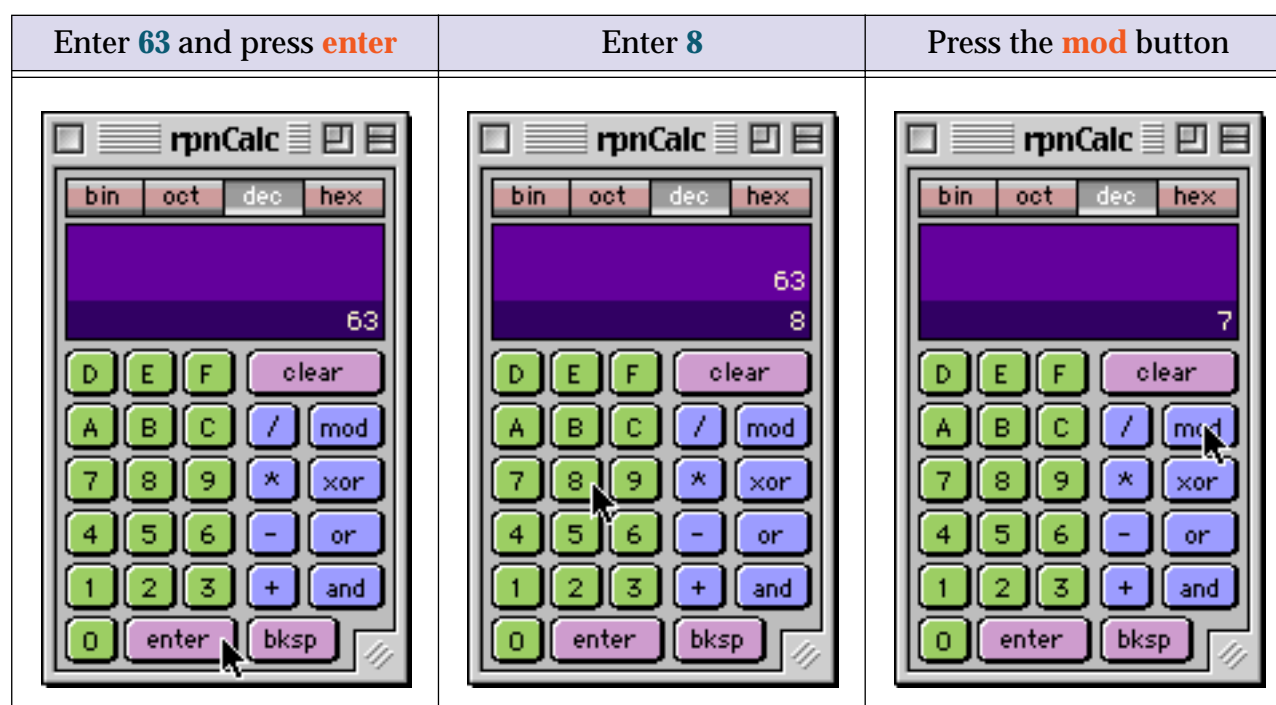 Enter 63 and press enter
Enter 8
Press the mod button
rpnCalc
bin oct dec hex
63
D E F clear
A B C / mod
7 8 9 * xor
4 5 6 - or
1 2 3 + and
0 enter bksp
rpnCalc
bin oct dec hex
63
8
D E F clear
A B C / mod
7 8 9 * xor
4 5 6 - or
1 2 3 + and
0 enter bksp
rpnCalc
bin oct dec hex
7
D E F clear
A B C / mod
7 8 9 * xor
4 5 6 - or
1 2 3 + and
0 enter bksp